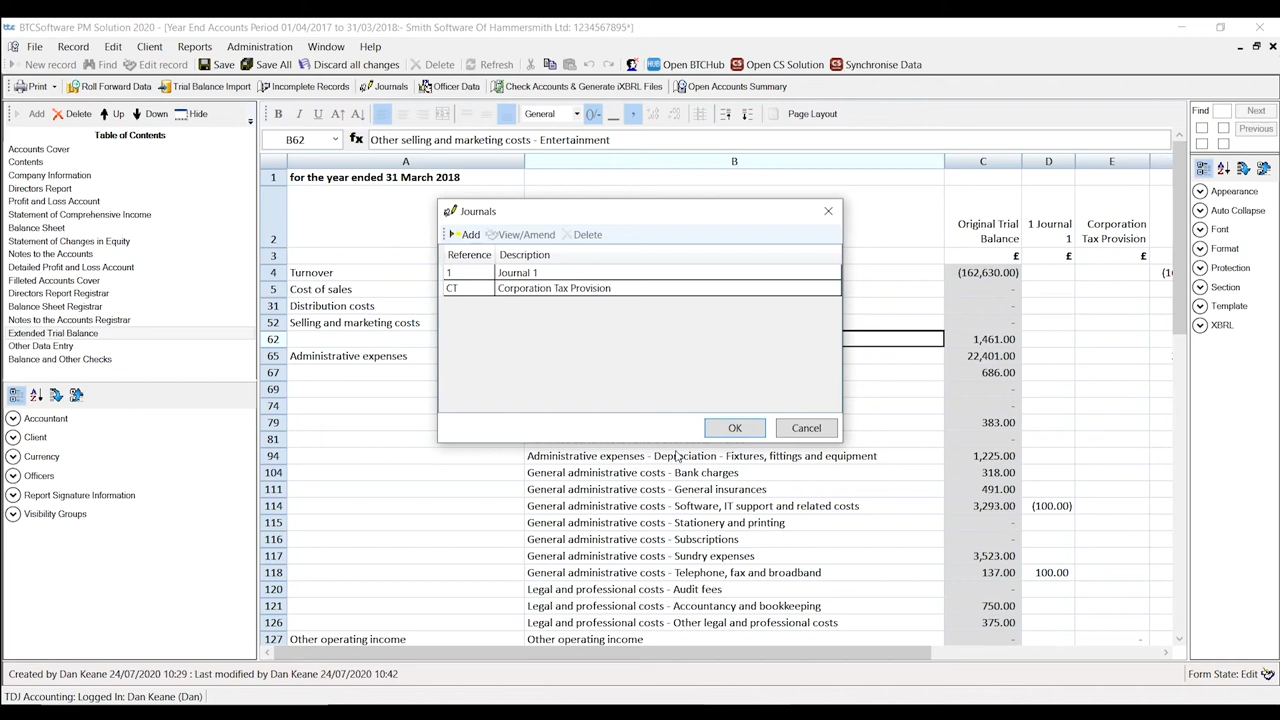 btc BTCSoftware PM Solution 2020 - [Year End Accounts Period 01/04/2017 to 31/03/2018:- Smith Software Of Hammersmith Ltd: 1234567895*]
File Record Edit Client Reports Administration Window Help
New record Find Edit record Save Save All Discard all changes Delete Refresh Open BTCHub Open CS Solution Synchronise Data
Print Roll Forward Data Trial Balance Import Incomplete Records Journals Officer Data Check Accounts & Generate iXBRL Files Open Accounts Summary
Add Delete Up Down Hide
Table of Contents
Accounts Cover
Contents
Company Information
Directors Report
Profit and Loss Account
Statement of Comprehensive Income
Balance Sheet
Statement of Changes in Equity
Notes to the Accounts
Detailed Profit and Loss Account
Filleted Accounts Cover
Directors Report Registrar
Balance Sheet Registrar
Notes to the Accounts Registrar
Extended Trial Balance
Other Data Entry
Balance and Other Checks
Accountant
Client
Currency
Officers
Report Signature Information
Visibility Groups
B I U General Page Layout
B62 fx Other selling and marketing costs - Entertainment
A B C D E
1 for the year ended 31 March 2018
2 Original Trial Balance 1 Journal 1 Corporation Tax Provision
3 £ £ £
4 Turnover (162,630.00)
5 Cost of sales -
31 Distribution costs -
52 Selling and marketing costs -
62 1,461.00
65 Administrative expenses 22,401.00
67 686.00
69 -
74 -
79 383.00
81 -
94 Administrative expenses - Depreciation - Fixtures, fittings and equipment 1,225.00
104 General administrative costs - Bank charges 318.00
111 General administrative costs - General insurances 491.00
114 General administrative costs - Software, IT support and related costs 3,293.00 (100.00)
115 General administrative costs - Stationery and printing -
116 General administrative costs - Subscriptions -
117 General administrative costs - Sundry expenses 3,523.00
118 General administrative costs - Telephone, fax and broadband 137.00 100.00
120 Legal and professional costs - Audit fees -
121 Legal and professional costs - Accountancy and bookkeeping 750.00
126 Legal and professional costs - Other legal and professional costs 375.00
127 Other operating income Other operating income - -
Journals
Add View/Amend Delete
Reference Description
1 Journal 1
CT Corporation Tax Provision
OK Cancel
Find Next
Previous
Appearance
Auto Collapse
Font
Format
Protection
Section
Template
XBRL
Created by Dan Keane 24/07/2020 10:29 : Last modified by Dan Keane 24/07/2020 10:42 Form State: Edit
TDJ Accounting: Logged In: Dan Keane (Dan)